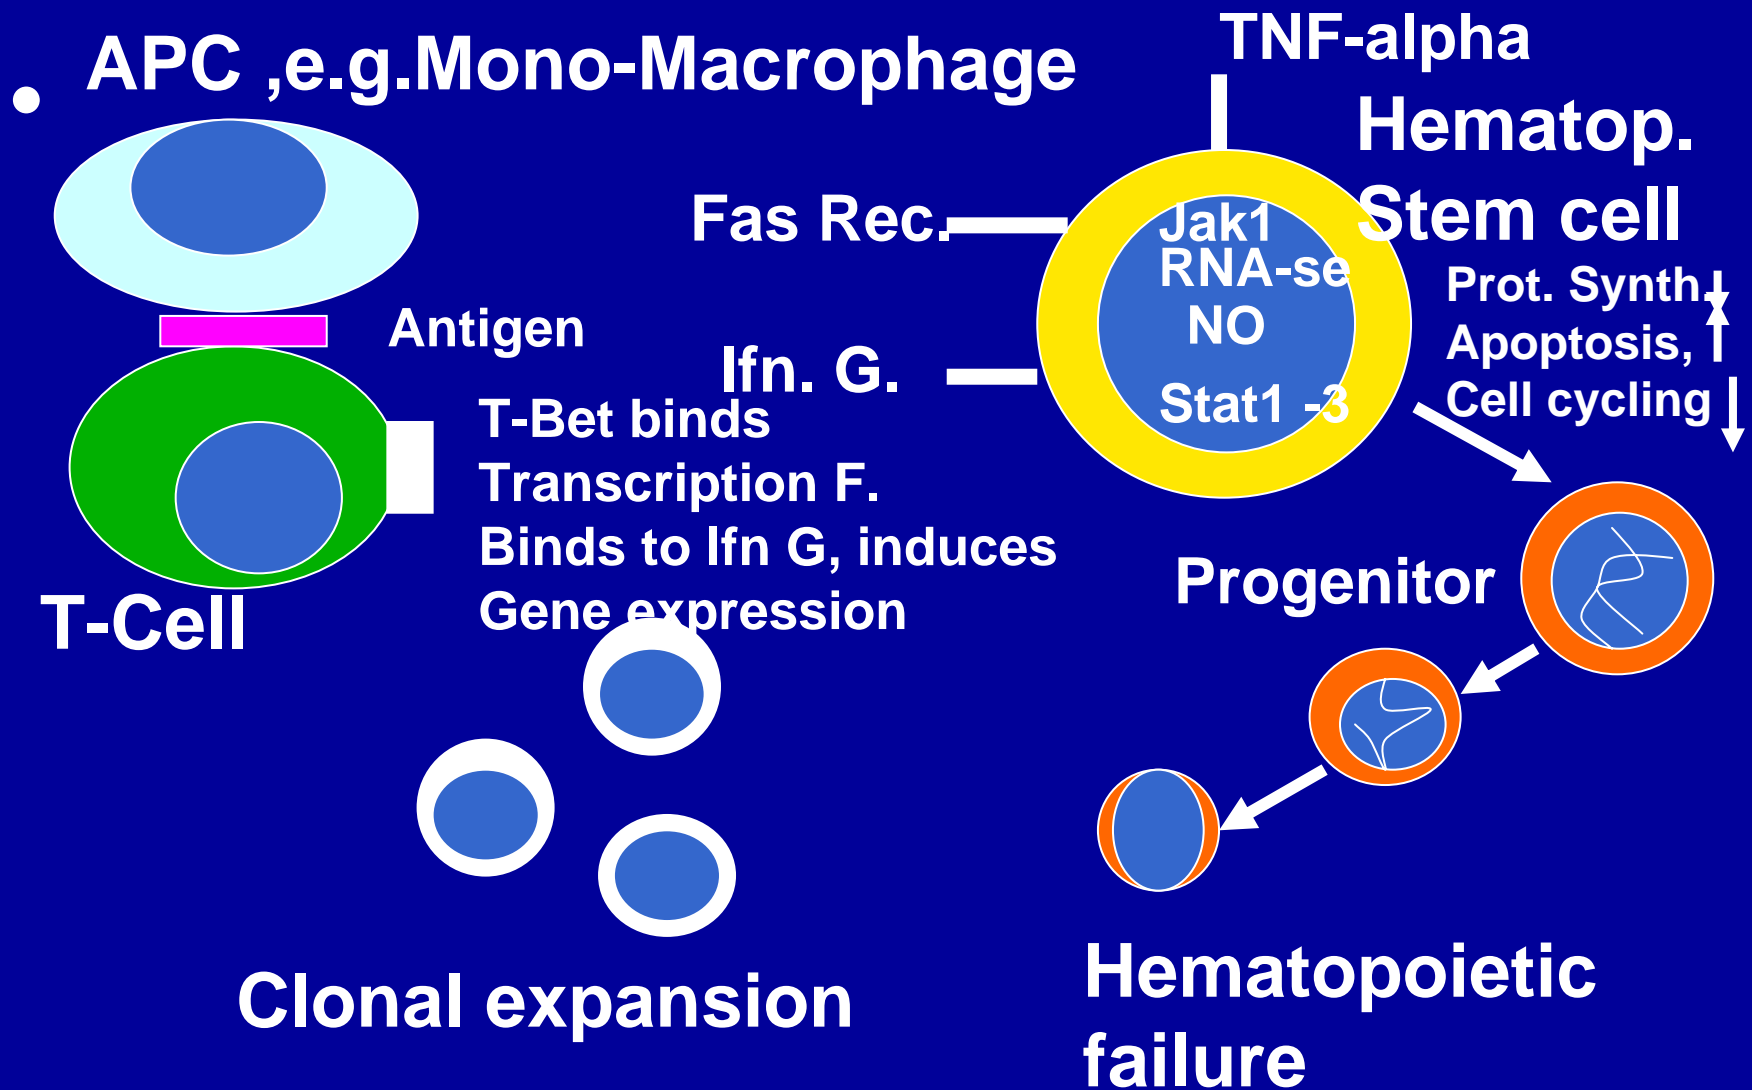 • APC ,e.g.Mono-Macrophage
Antigen
T-Cell
T-Bet binds
Transcription F.
Binds to Ifn G, induces
Gene expression
Clonal expansion
TNF-alpha
Hematop.
Stem cell
Fas Rec.
Ifn. G.
Jak1
RNA-se
NO
Stat1 -3
Prot. Synth.
Apoptosis,
Cell cycling
Progenitor
Hematopoietic
failure